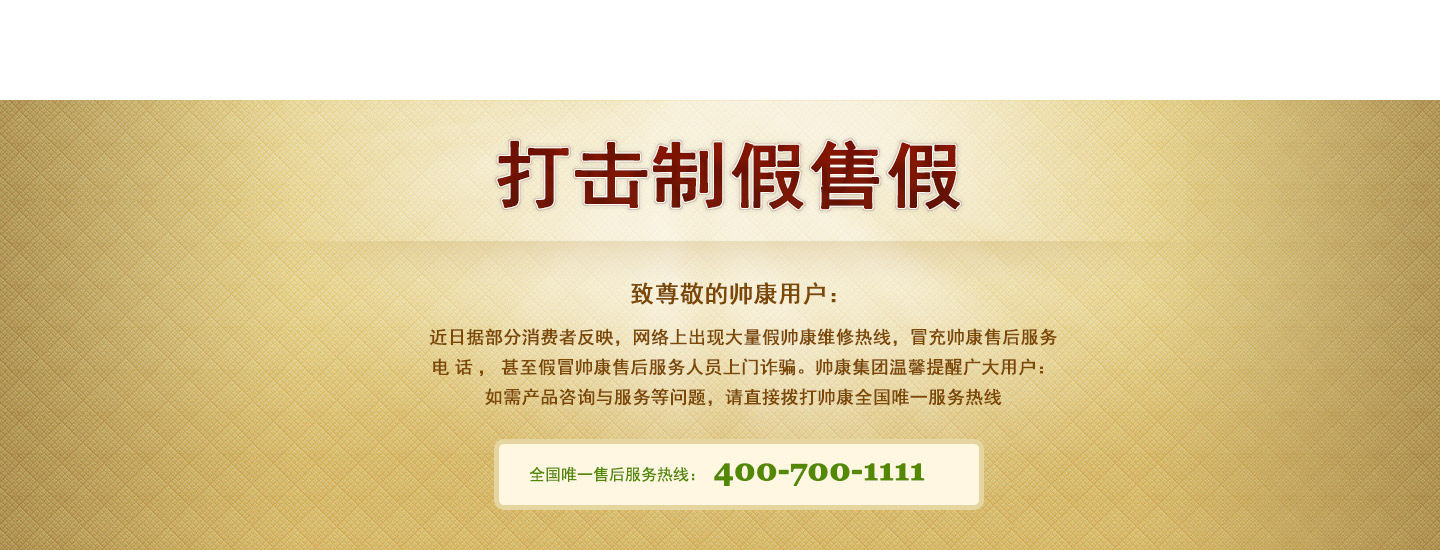 打击制假售假
致尊敬的帅康用户：
近日据部分消费者反映，网络上出现大量假帅康维修热线，冒充帅康售后服务
电 话 ， 甚至假冒帅康售后服务人员上门诈骗。帅康集团温馨提醒广大用户：
如需产品咨询与服务等问题，请直接拨打帅康全国唯一服务热线
全国唯一售后服务热线： 400-700-1111